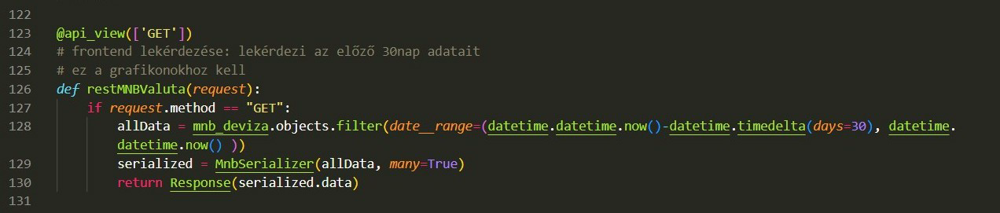 122
123 @api_view(['GET'])
124 # frontend lekérdezése: lekérdezi az előző 30nap adatait
125 # ez a grafikonokhoz kell
126 def restMNBValuta(request):
127     if request.method == "GET":
128         allData = mnb_deviza.objects.filter(date__range=(datetime.datetime.now()-datetime.timedelta(days=30), datetime.
        datetime.now() ))
129         serialized = MnbSerializer(allData, many=True)
130         return Response(serialized.data)
131